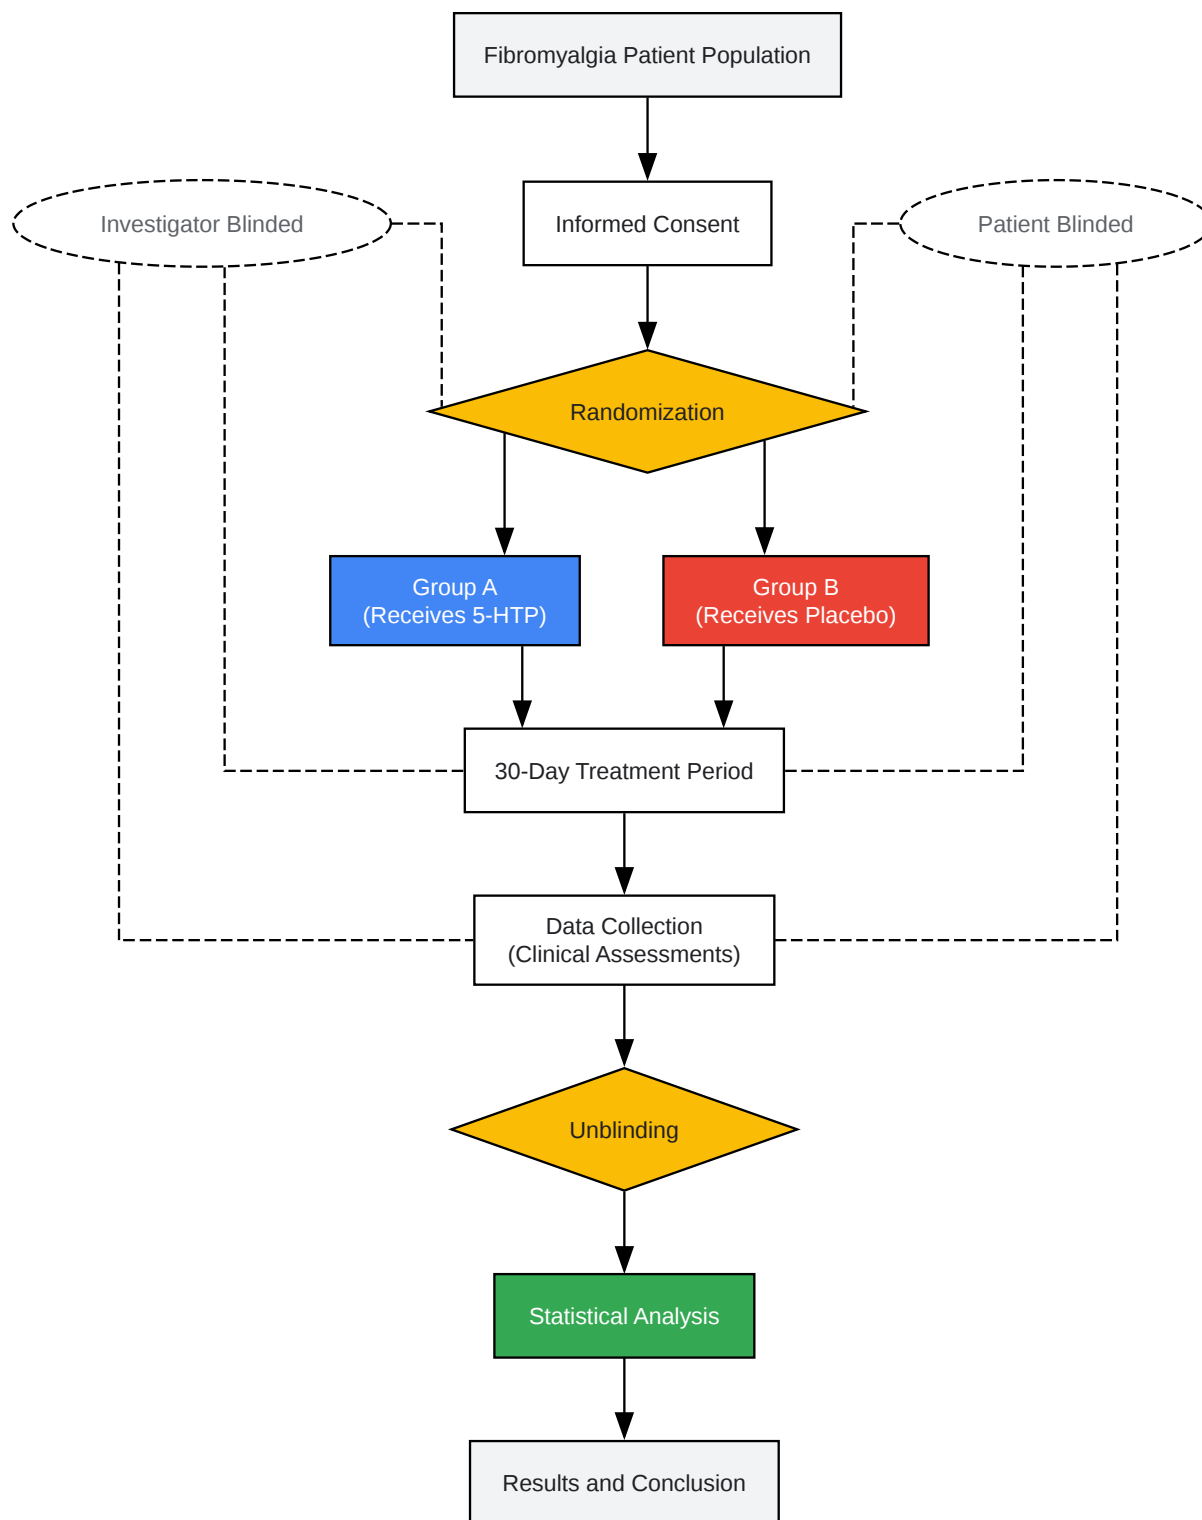 Fibromyalgia Patient Population
Investigator Blinded
Informed Consent
Patient Blinded
Randomization
Group A
(Receives 5-HTP)
Group B
(Receives Placebo)
30-Day Treatment Period
Data Collection
(Clinical Assessments)
Unblinding
Statistical Analysis
Results and Conclusion